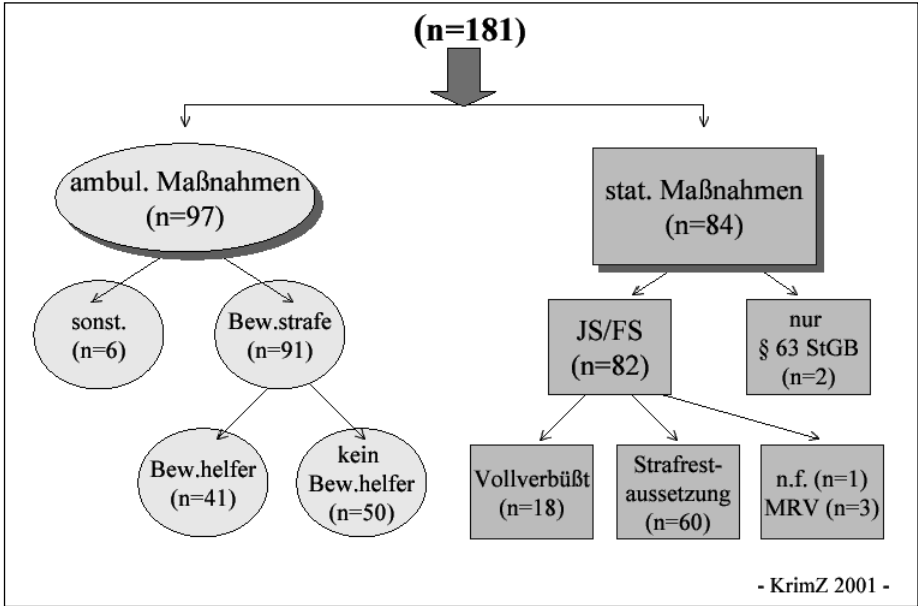 (n=181)
ambul. Maßnahmen
(n=97)
stat. Maßnahmen
(n=84)
sonst.
(n=6)
Bew.strafe
(n=91)
JS/FS
(n=82)
nur
§ 63 StGB
(n=2)
Bew.helfer
(n=41)
kein
Bew.helfer
(n=50)
Vollverbüßt
(n=18)
Strafrest-
aussetzung
(n=60)
n.f. (n=1)
MRV (n=3)
- KrimZ 2001 -